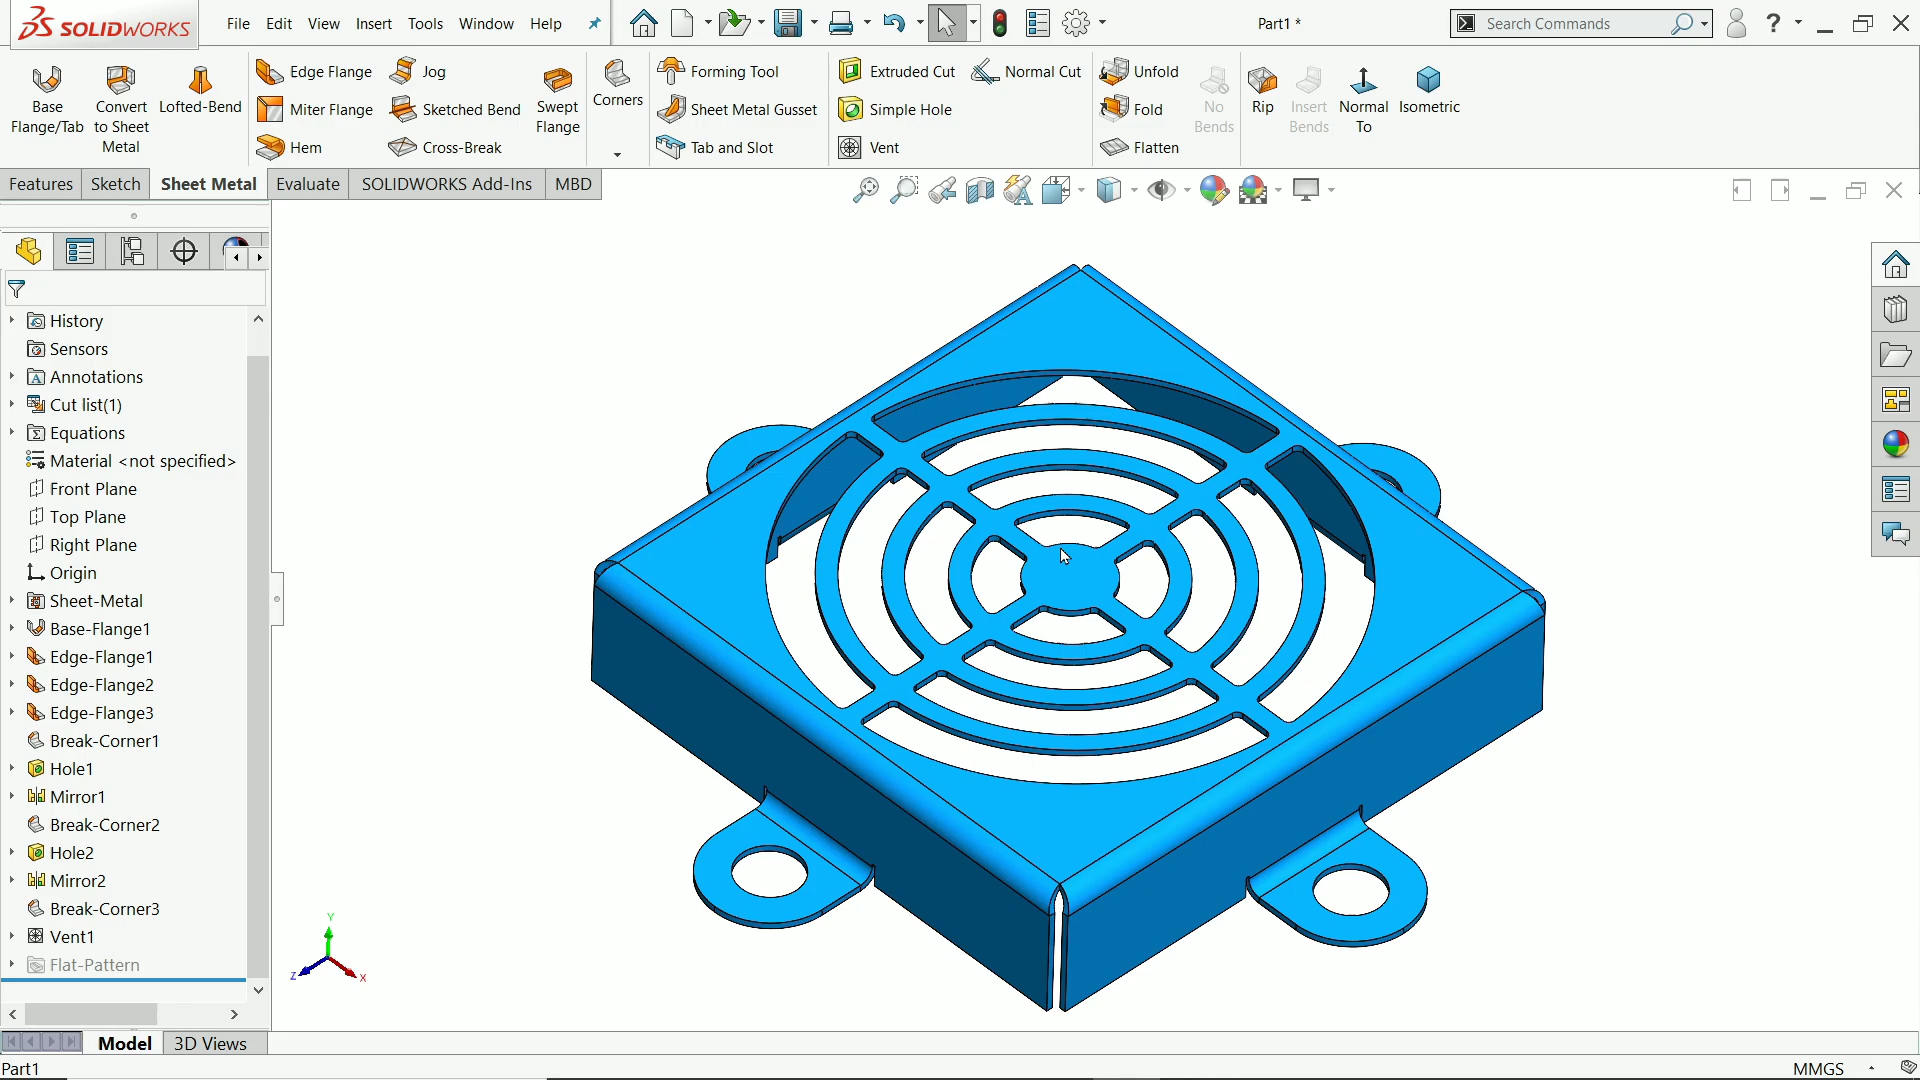 SOLIDWORKS
File Edit View Insert Tools Window Help
Part1 *
Search Commands
?
Base Flange/Tab
Convert to Sheet Metal
Lofted-Bend
Edge Flange
Miter Flange
Hem
Jog
Sketched Bend
Cross-Break
Swept Flange
Corners
Forming Tool
Sheet Metal Gusset
Tab and Slot
Extruded Cut
Simple Hole
Vent
Normal Cut
Unfold
Fold
Flatten
No Bends
Rip
Insert Bends
Normal To
Isometric
Features Sketch Sheet Metal Evaluate SOLIDWORKS Add-Ins MBD
History
Sensors
Annotations
Cut list(1)
Equations
Material <not specified>
Front Plane
Top Plane
Right Plane
Origin
Sheet-Metal
Base-Flange1
Edge-Flange1
Edge-Flange2
Edge-Flange3
Break-Corner1
Hole1
Mirror1
Break-Corner2
Hole2
Mirror2
Break-Corner3
Vent1
Flat-Pattern
Y
Z
X
Model 3D Views
Part1
MMGS